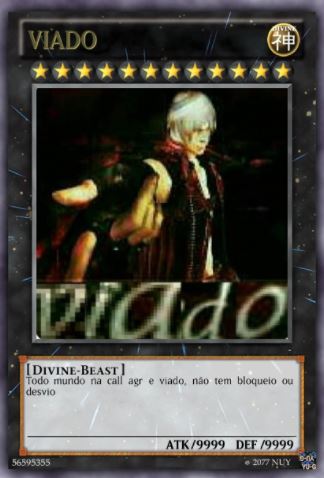 VIADO
DIVINE
神
viado
[DIVINE-BEAST]
Todo mundo na call agr e viado, não tem bloqueio ou
desvio
ATK/9999 DEF/9999
56595355
© 2077 NUY